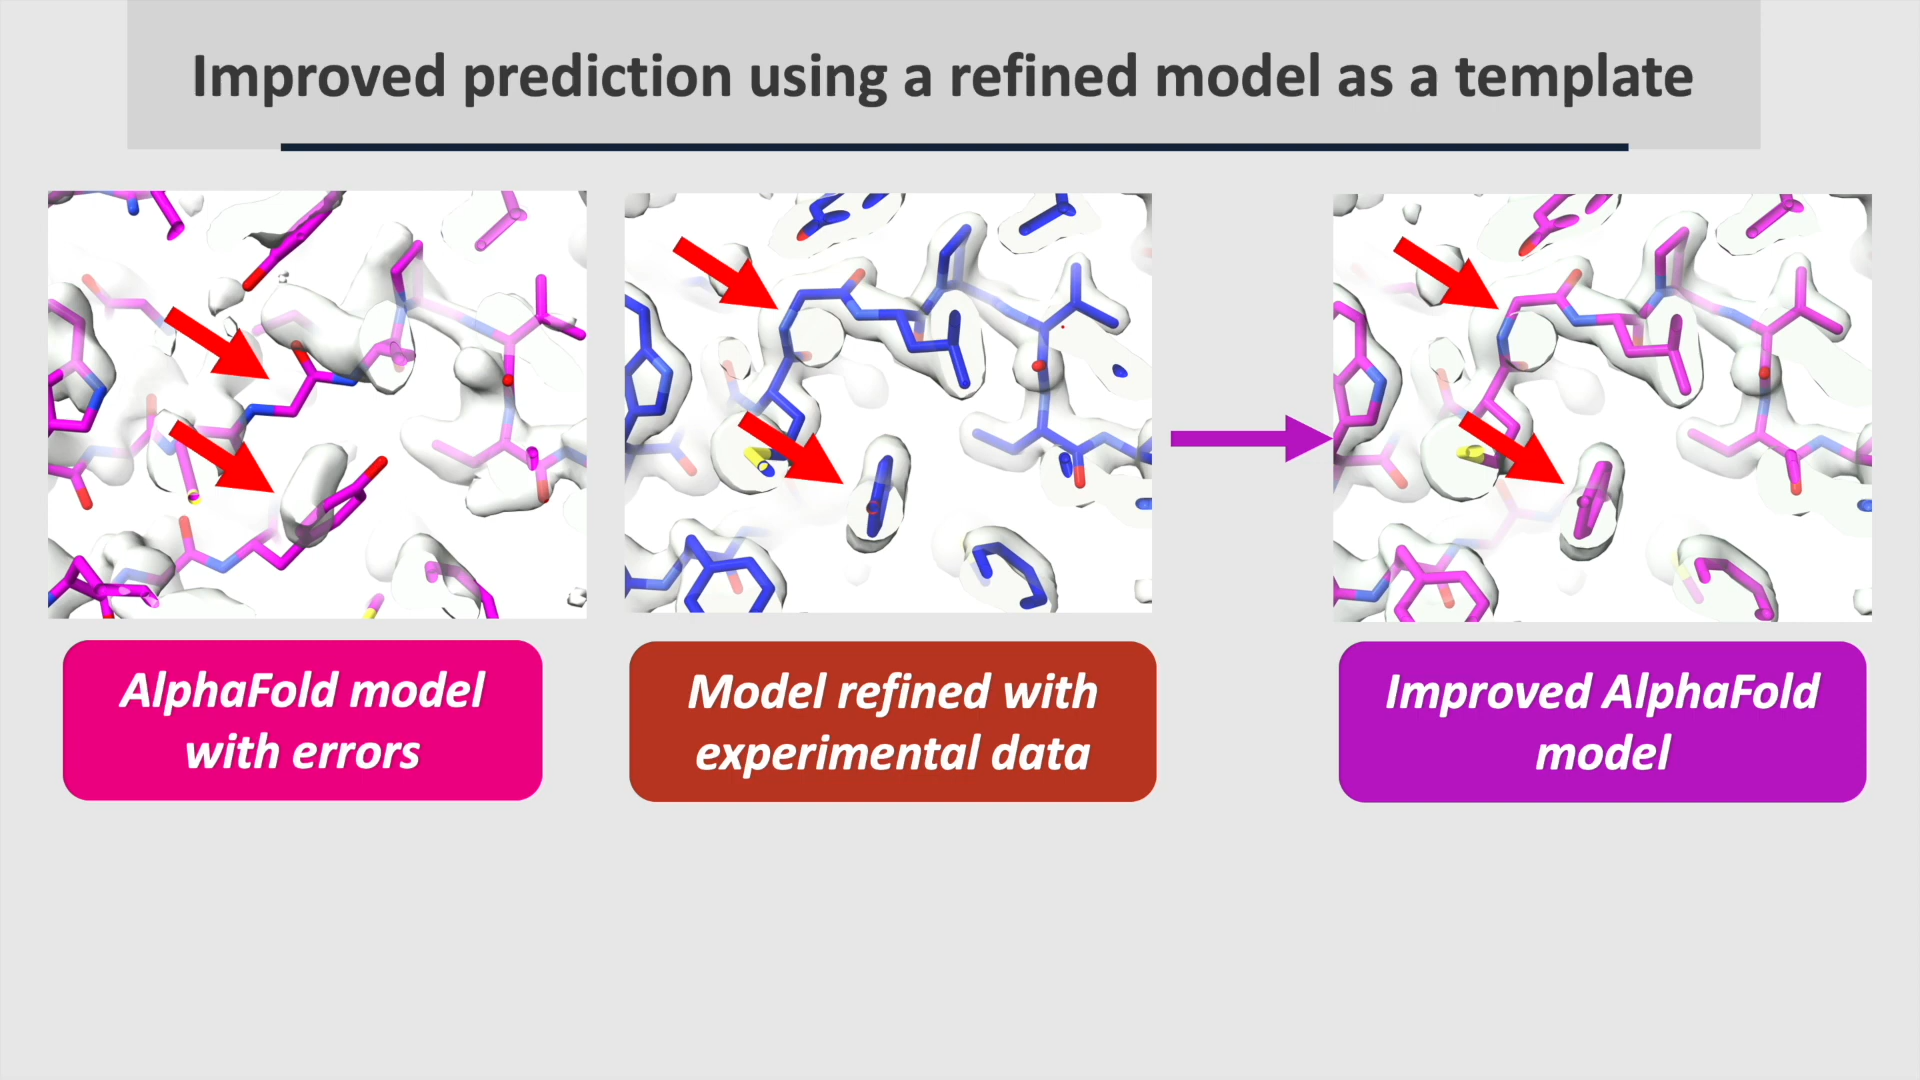 Improved prediction using a refined model as a template
AlphaFold model
with errors
Model refined with
experimental data
Improved AlphaFold
model